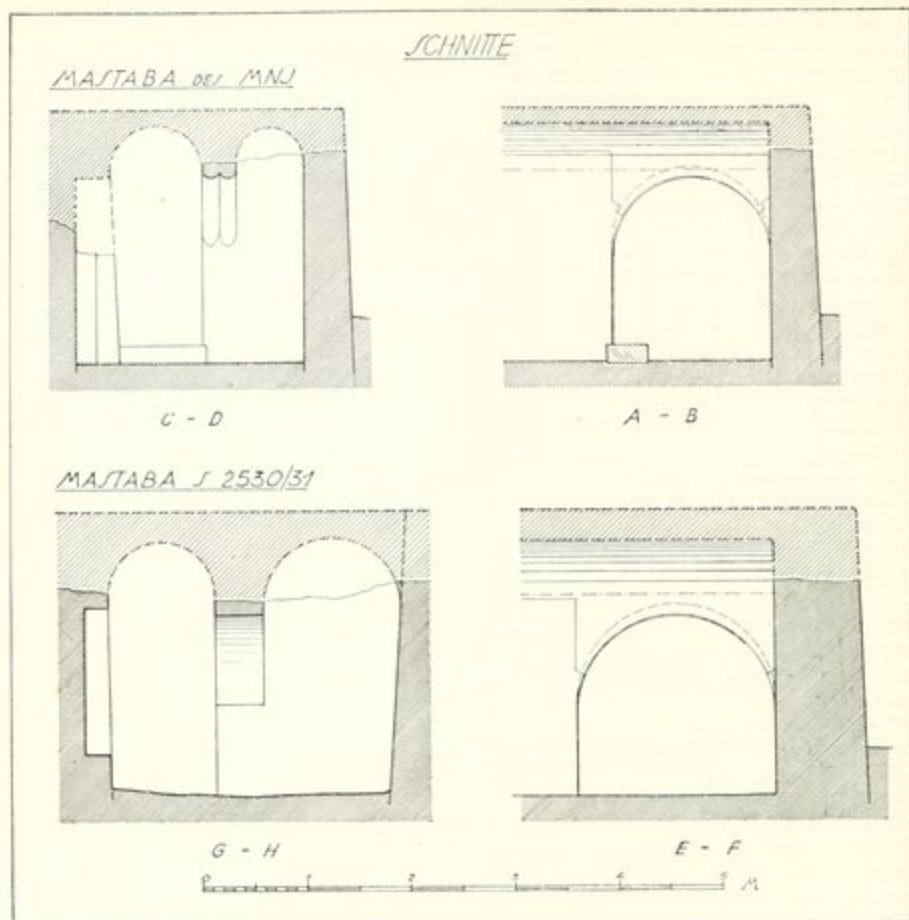 SCHNITTE
MASTABA DES MNJ
C - D
A - B
MASTABA S 2530/31
G - H
E - F
0 1 2 3 4 5 M